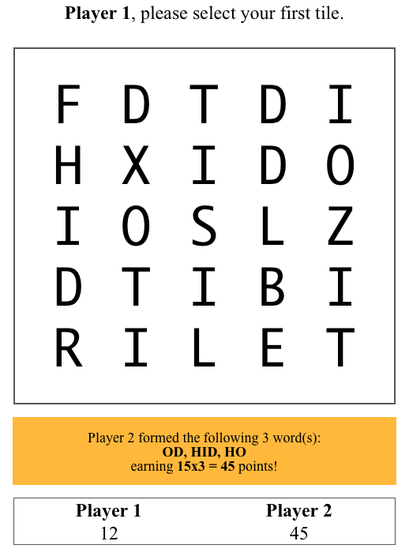 Player 1, please select your first tile.
F D T D I
H X I D O
I O S L Z
D T I B I
R I L E T
Player 2 formed the following 3 word(s):
OD, HID, HO
earning 15x3 = 45 points!
Player 1 Player 2
12 45